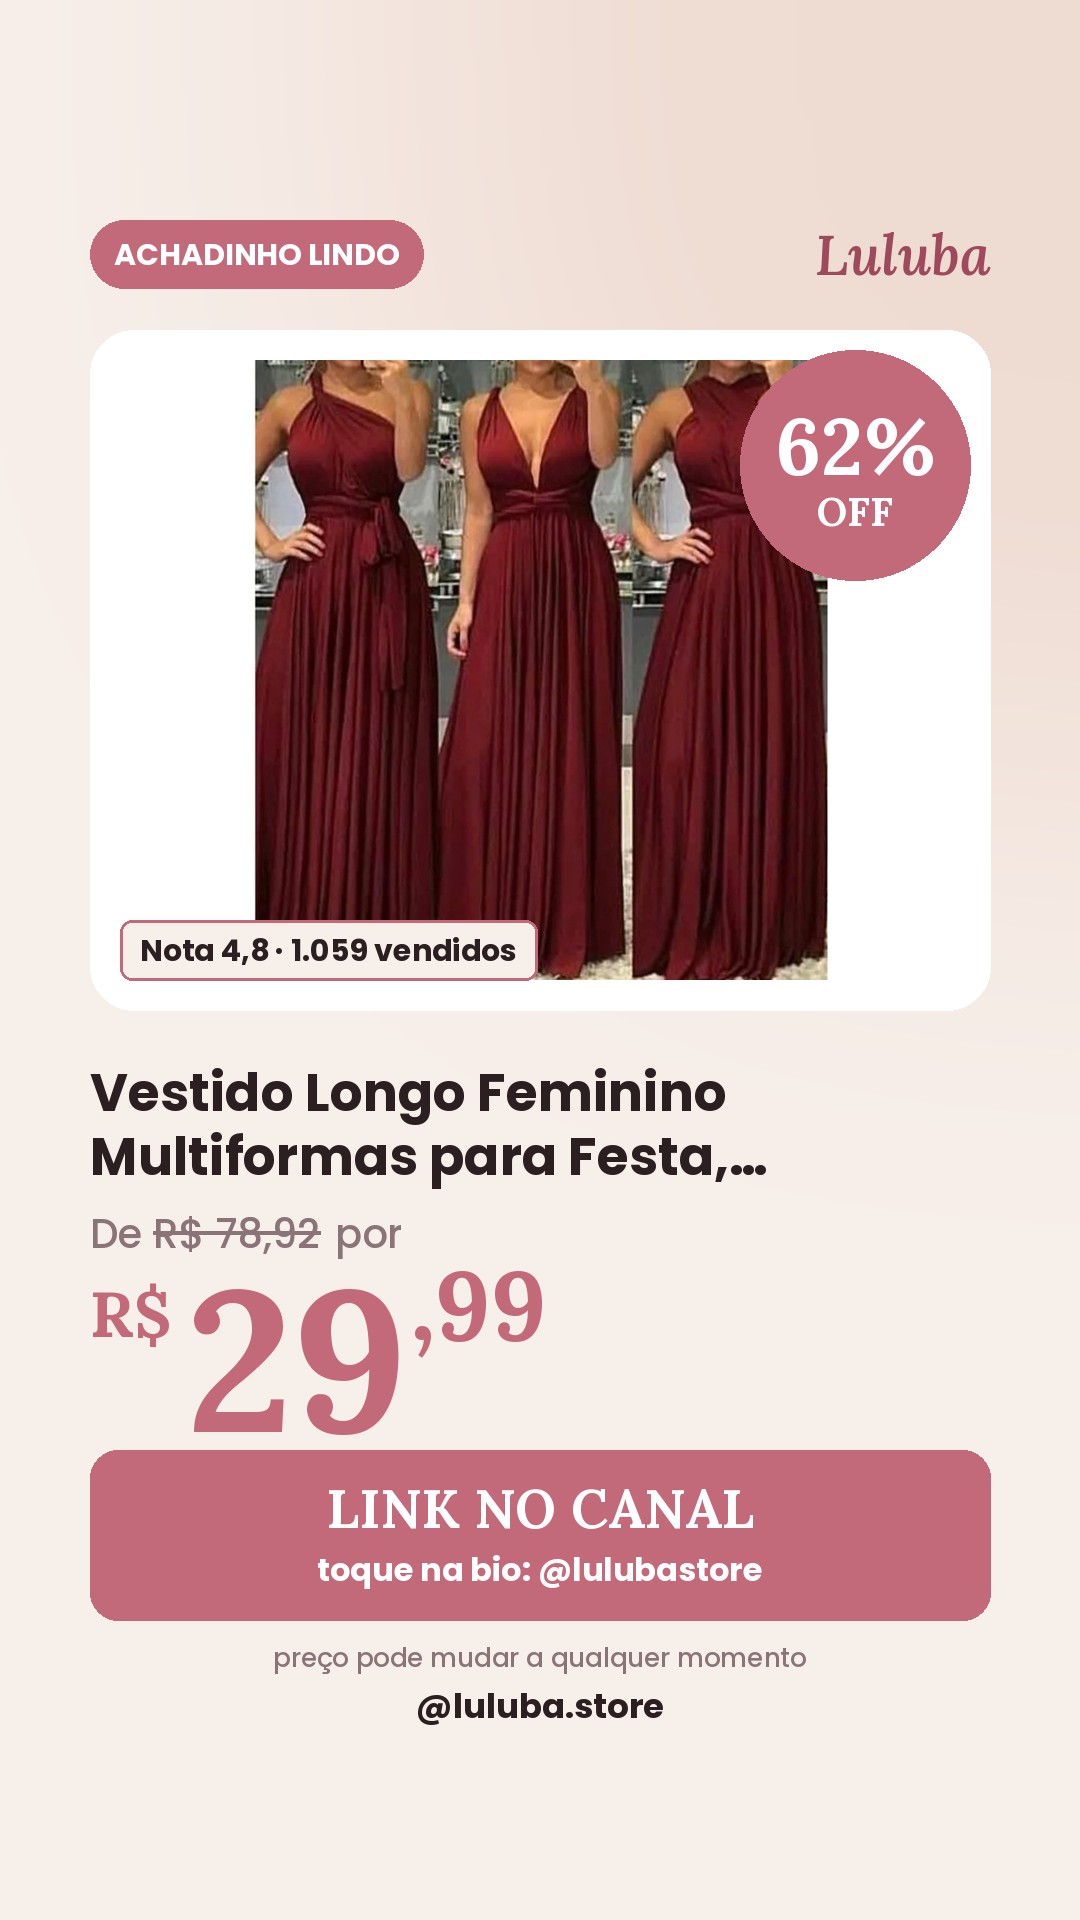 ACHADINHO LINDO
Luluba
62%
OFF
Nota 4,8 · 1.059 vendidos
Vestido Longo Feminino
Multiformas para Festa,...
De R$ 78,92 por
R$ 29,99
LINK NO CANAL
toque na bio: @lulubastore
preço pode mudar a qualquer momento
@luluba.store